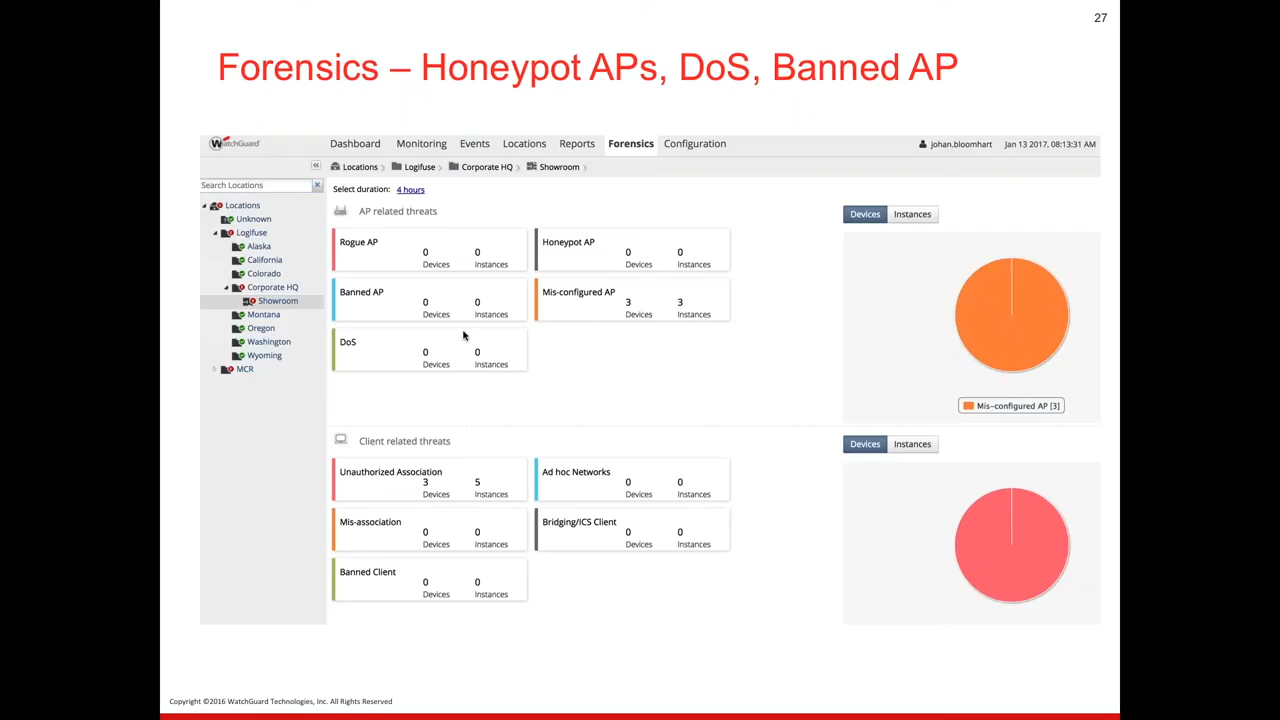 27
Forensics – Honeypot APs, DoS, Banned AP
WatchGuard
Dashboard Monitoring Events Locations Reports Forensics Configuration
johan.bloomhart Jan 13 2017, 08:13:31 AM
Locations Logifuse Corporate HQ Showroom
Search Locations
Select duration: 4 hours
Locations
Unknown
Logifuse
Alaska
California
Colorado
Corporate HQ
Showroom
Montana
Oregon
Washington
Wyoming
MCR
AP related threats
Devices Instances
Rogue AP
0 0
Devices Instances
Honeypot AP
0 0
Devices Instances
Banned AP
0 0
Devices Instances
Mis-configured AP
3 3
Devices Instances
DoS
0 0
Devices Instances
Mis-configured AP [3]
Client related threats
Devices Instances
Unauthorized Association
3 5
Devices Instances
Ad hoc Networks
0 0
Devices Instances
Mis-association
0 0
Devices Instances
Bridging/ICS Client
0 0
Devices Instances
Banned Client
0 0
Devices Instances
Copyright ©2016 WatchGuard Technologies, Inc. All Rights Reserved